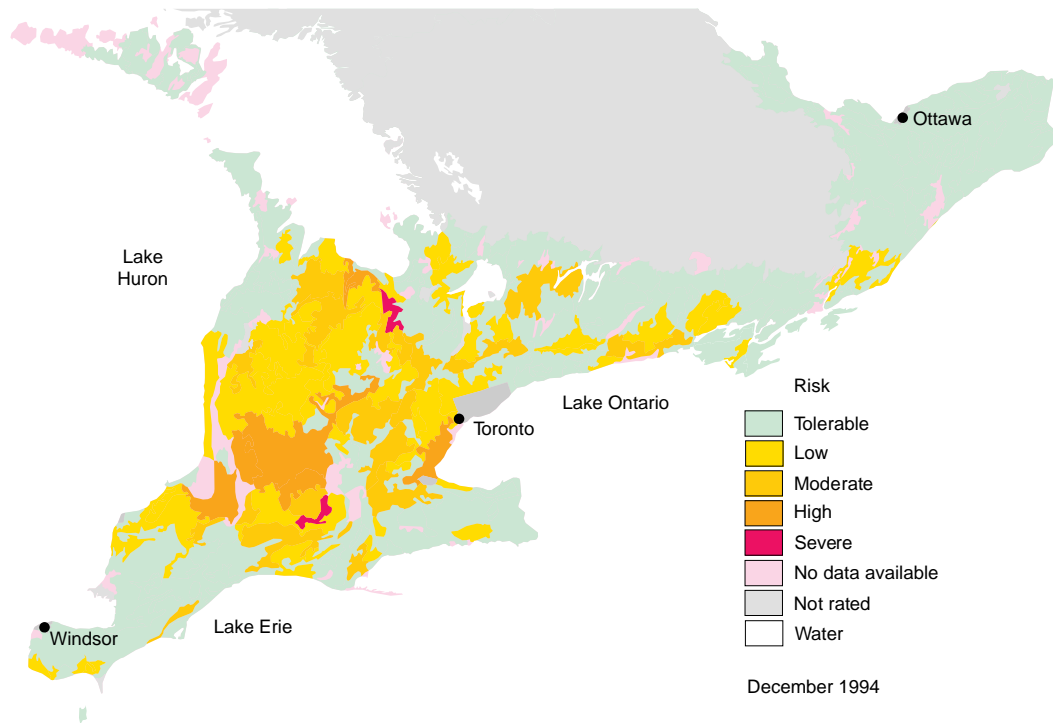 Ottawa
Lake
Huron
Risk
Lake Ontario
Toronto
Tolerable
Low
Moderate
High
Severe
No data available
Not rated
Water
Lake Erie
Windsor
December 1994